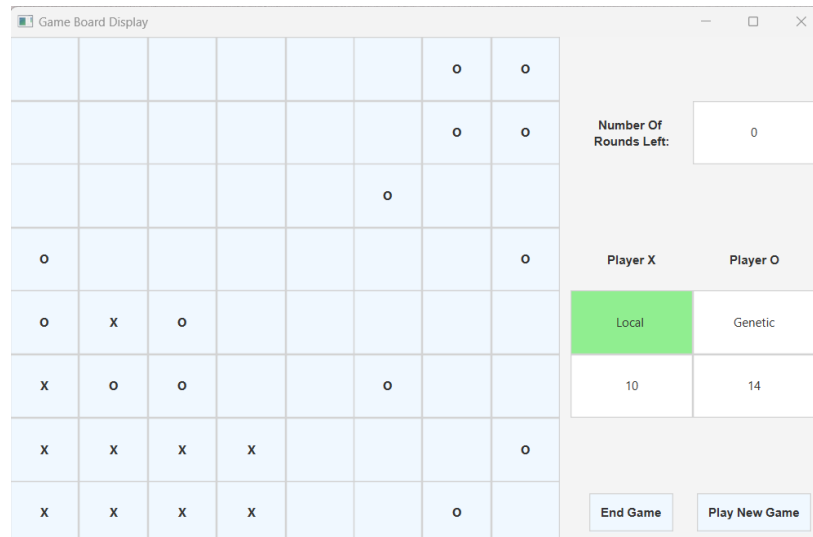 Game Board Display
O O
O O
Number Of
Rounds Left:
0
O
O O
Player X Player O
O X O
Local Genetic
X O O O
10 14
X X X X O
X X X X O
End Game Play New Game